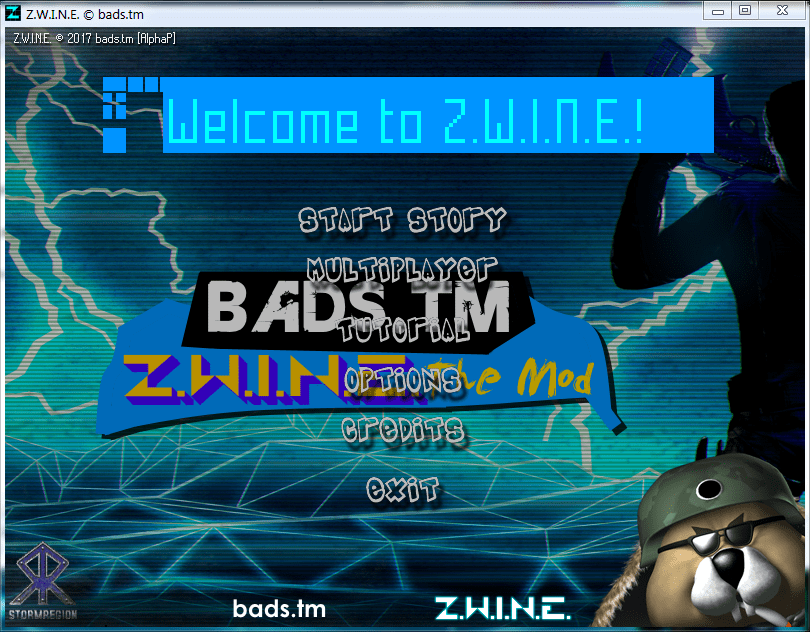 Z.W.I.N.E. © bads.tm
Z.W.I.N.E. © 2017 bads.tm [AlphaP]
Welcome to Z.W.I.N.E.!
START STORY
MULTIPLAYER
BADS.TM
TUTORIAL
Z.W.I.N.E the Mod
OPTIONS
CREDITS
EXIT
STORMREGION
bads.tm
Z.W.I.N.E.